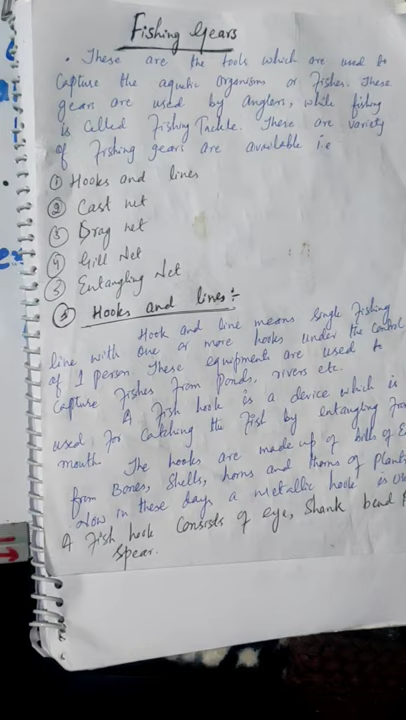 Fishing Gears
• These are the tools which are used to
Capture the aquatic organisms or Fishes. These
gears are used by anglers, while fishing
is called Fishing Tackle. There are variety
of Fishing gears are available i.e
① Hooks and lines
② Cast net
③ Drag net
④ Gill Net
⑤ Entangling Net
Hooks and lines:-
Hook and line means single Fishing
line with one or more hooks under the control
of 1 person. These equipments are used to
Capture Fishes From Ponds, rivers etc.
A Fish hook is a device which is
used For Catching the Fish by entangling From
mouth
The hooks are made up of bills of
From Bones, Shells, horns and thorns of Plant
Now in these days a metallic hook is
A Fish hook Consists of eye, Shank bend
Spear.